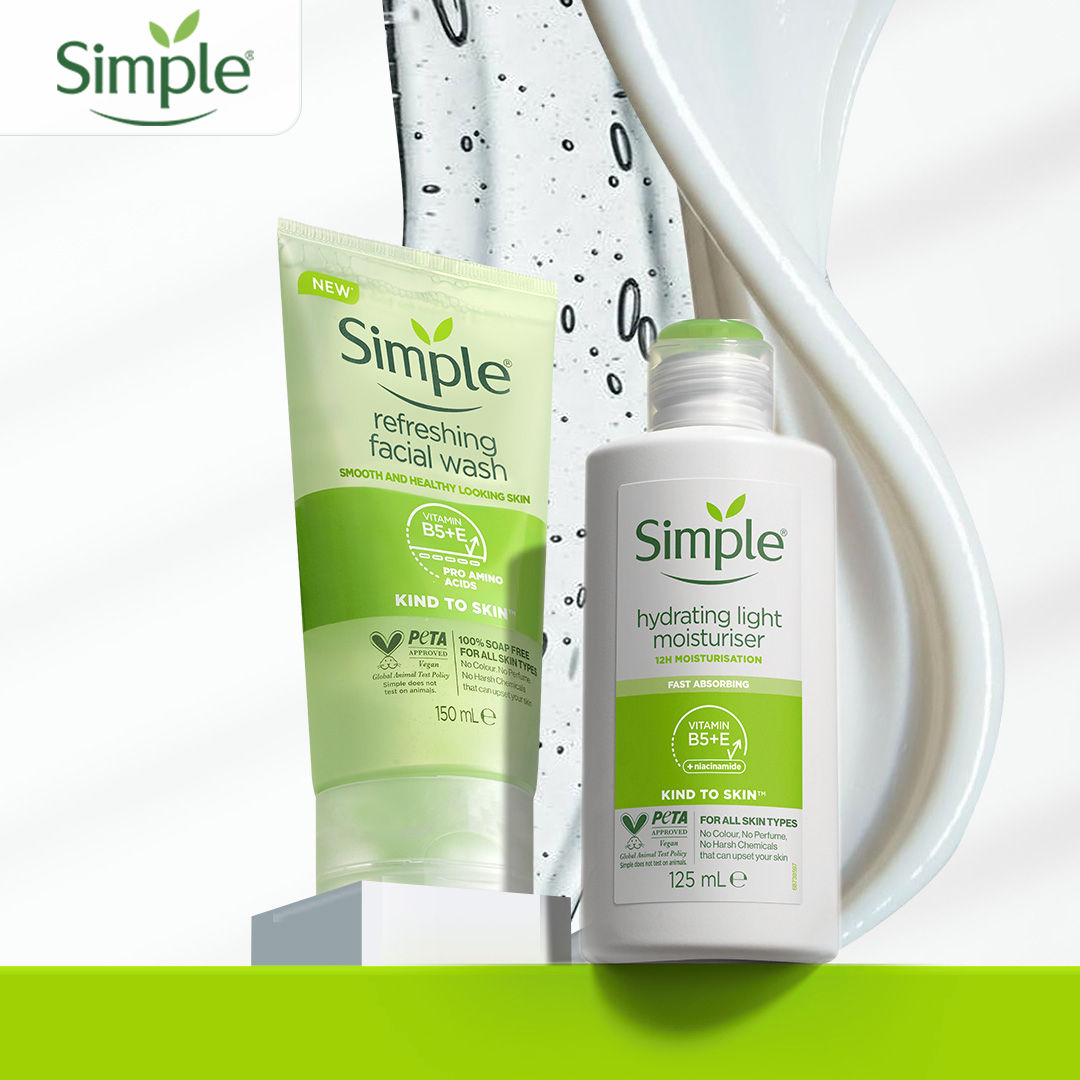 Simple®
NEW*
Simple®
refreshing
facial wash
SMOOTH AND HEALTHY LOOKING SKIN
VITAMIN
B5+E
PRO AMINO
ACIDS
KIND TO SKIN™
PETA
APPROVED
Vegan
Global Animal Test Policy
Simple does not
test on animals.
100% SOAP FREE
FOR ALL SKIN TYPES
No Colour, No Perfume,
No Harsh Chemicals
that can upset your skin
150 mL e
Simple®
hydrating light
moisturiser
12H MOISTURISATION
FAST ABSORBING
VITAMIN
B5+E
+niacinamide
KIND TO SKIN™
PETA
APPROVED
Vegan
Global Animal Test Policy
Simple does not test on animals.
FOR ALL SKIN TYPES
No Colour, No Perfume,
No Harsh Chemicals
that can upset your skin
125 mL e